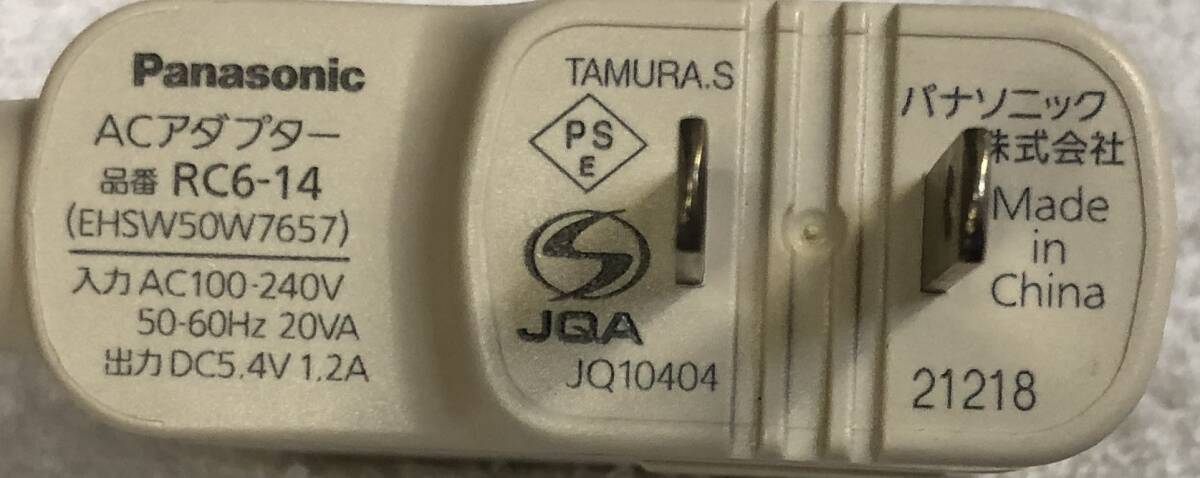 Panasonic
ACアダプター
品番 RC6-14
(EHSW50W7657)
入力 AC100-240V
50-60Hz 20VA
出力 DC5.4V 1.2A
TAMURA.S
PS
E
JQA
JQ10404
パナソニック
株式会社
Made
in
China
21218